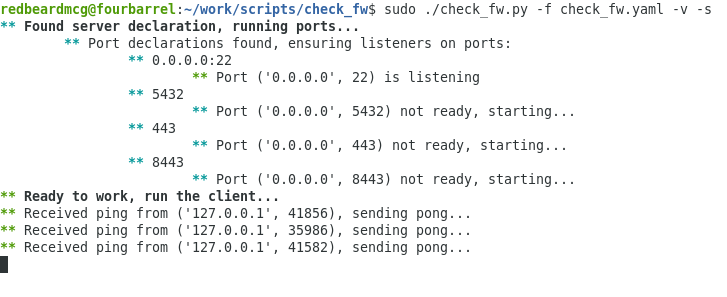 redbeardmcg@fourbarrel:~/work/scripts/check_fw$ sudo ./check_fw.py -f check_fw.yaml -v -s
** Found server declaration, running ports...
** Port declarations found, ensuring listeners on ports:
** 0.0.0.0:22
** Port ('0.0.0.0', 22) is listening
** 5432
** Port ('0.0.0.0', 5432) not ready, starting...
** 443
** Port ('0.0.0.0', 443) not ready, starting...
** 8443
** Port ('0.0.0.0', 8443) not ready, starting...
** Ready to work, run the client...
** Received ping from ('127.0.0.1', 41856), sending pong...
** Received ping from ('127.0.0.1', 35986), sending pong...
** Received ping from ('127.0.0.1', 41582), sending pong...